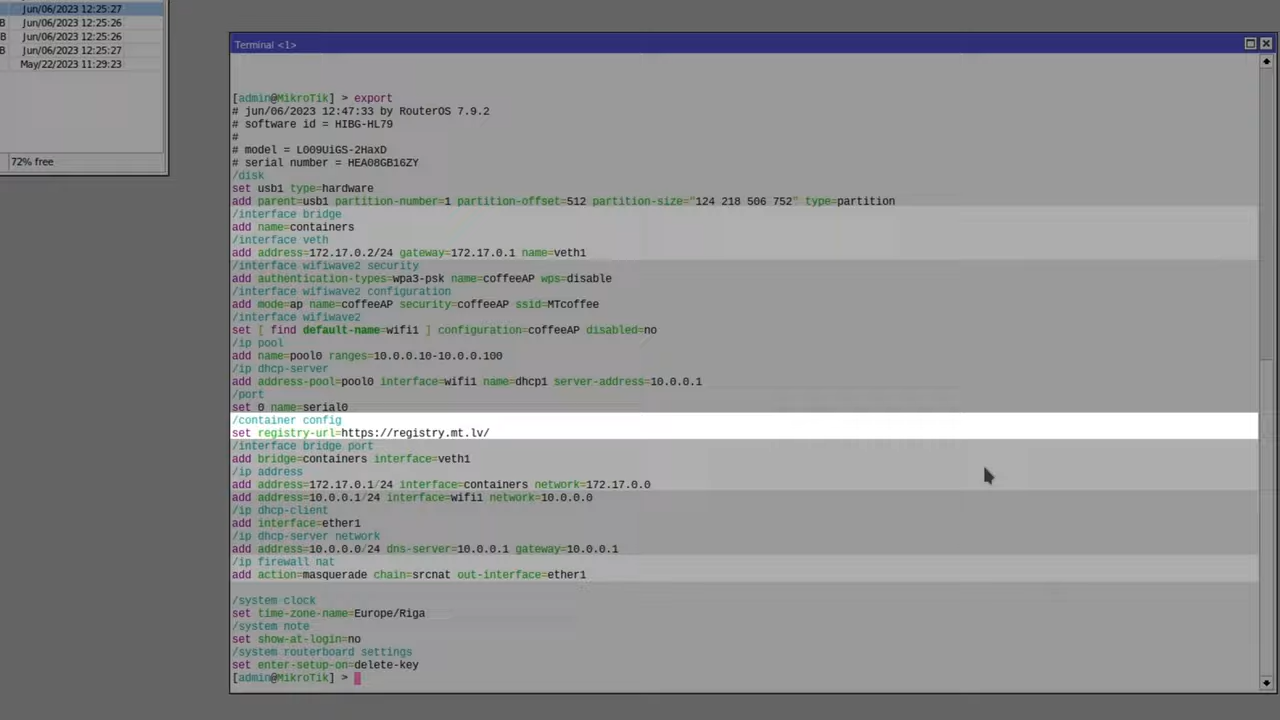 Jun/06/2023 12:25:27
B Jun/06/2023 12:25:26
B Jun/06/2023 12:25:26
B Jun/06/2023 12:25:27
May/22/2023 11:29:23
72% free
Terminal <1>
[admin@MikroTik] > export
# jun/06/2023 12:47:33 by RouterOS 7.9.2
# software id = HIBG-HL79
#
# model = L009UiGS-2HaxD
# serial number = HEA08GB16ZY
/disk
set usb1 type=hardware
add parent=usb1 partition-number=1 partition-offset=512 partition-size="124 218 506 752" type=partition
/interface bridge
add name=containers
/interface veth
add address=172.17.0.2/24 gateway=172.17.0.1 name=veth1
/interface wifiwave2 security
add authentication-types=wpa3-psk name=coffeeAP wps=disable
/interface wifiwave2 configuration
add mode=ap name=coffeeAP security=coffeeAP ssid=MTcoffee
/interface wifiwave2
set [ find default-name=wifi1 ] configuration=coffeeAP disabled=no
/ip pool
add name=pool0 ranges=10.0.0.10-10.0.0.100
/ip dhcp-server
add address-pool=pool0 interface=wifi1 name=dhcp1 server-address=10.0.0.1
/port
set 0 name=serial0
/container config
set registry-url=https://registry.mt.lv/
/interface bridge port
add bridge=containers interface=veth1
/ip address
add address=172.17.0.1/24 interface=containers network=172.17.0.0
add address=10.0.0.1/24 interface=wifi1 network=10.0.0.0
/ip dhcp-client
add interface=ether1
/ip dhcp-server network
add address=10.0.0.0/24 dns-server=10.0.0.1 gateway=10.0.0.1
/ip firewall nat
add action=masquerade chain=srcnat out-interface=ether1
/system clock
set time-zone-name=Europe/Riga
/system note
set show-at-login=no
/system routerboard settings
set enter-setup-on=delete-key
[admin@MikroTik] >